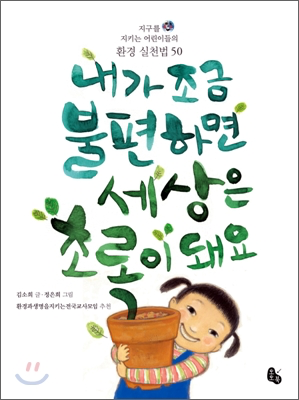 지구를
지키는 어린이들의
환경 실천법 50
내가 조금
불편하면
세상은
초록이 돼요
김소희 글·정은희 그림
환경과생명을지키는전국교사모임 추천
YES24